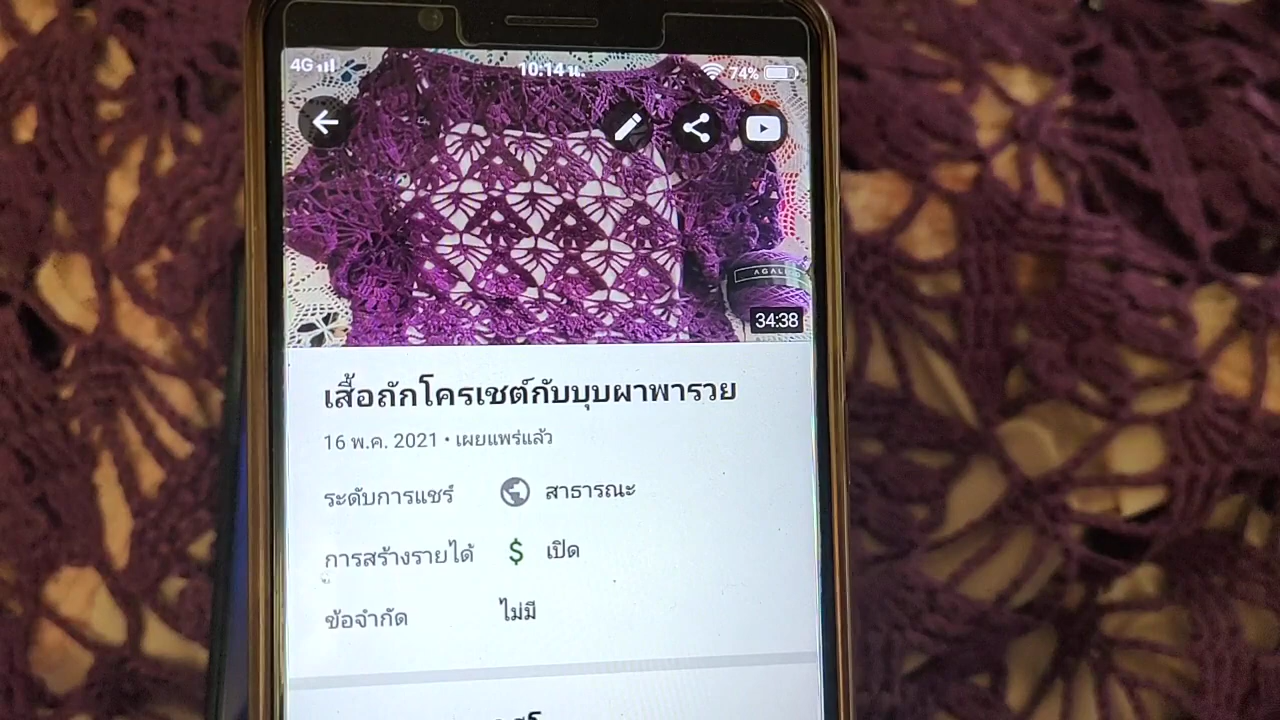 4G 10:14 น. 74%
34:38
เสื้อถักโครเชต์กับบุบผาพารวย
16 พ.ค. 2021 • เผยแพร่แล้ว
ระดับการแชร์ สาธารณะ
การสร้างรายได้ $ เปิด
ข้อจำกัด ไม่มี